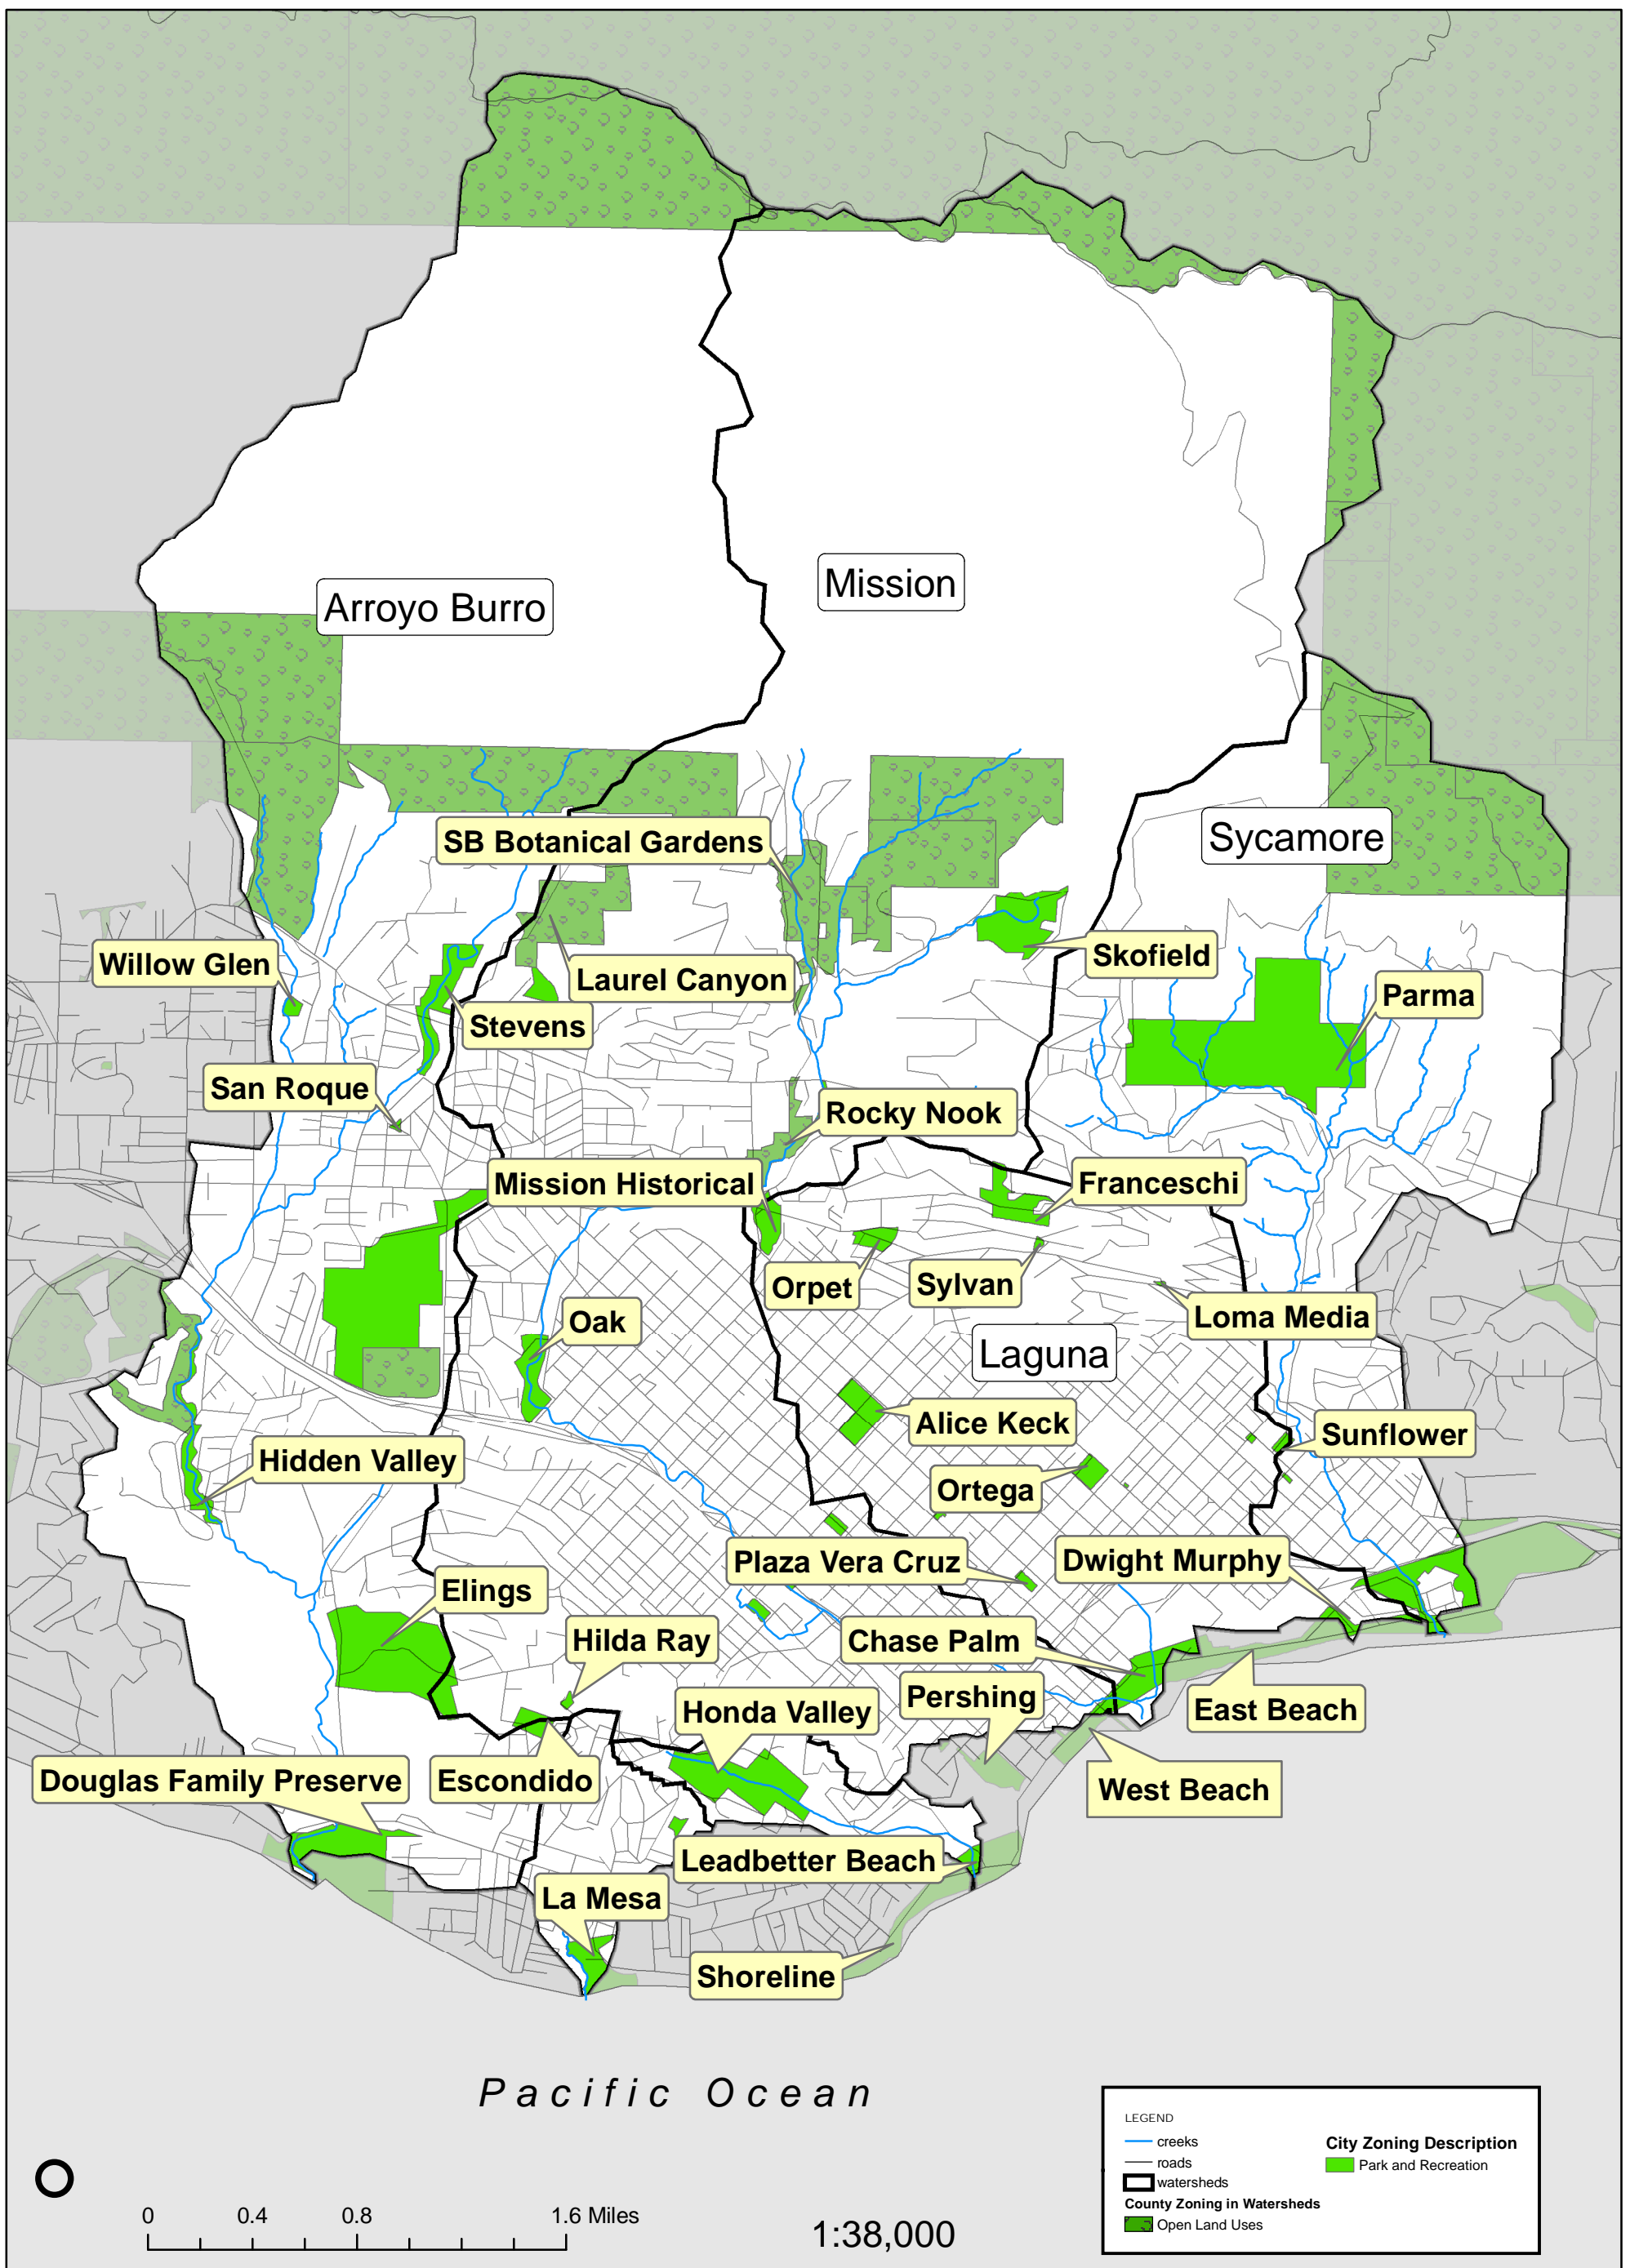 Arroyo Burro
Mission
Sycamore
SB Botanical Gardens
Willow Glen
Laurel Canyon
Skofield
Parma
Stevens
San Roque
Rocky Nook
Mission Historical
Franceschi
Orpet
Sylvan
Loma Media
Oak
Laguna
Alice Keck
Sunflower
Hidden Valley
Ortega
Plaza Vera Cruz
Dwight Murphy
Elings
Hilda Ray
Chase Palm
Pershing
East Beach
Honda Valley
Douglas Family Preserve
Escondido
West Beach
Leadbetter Beach
La Mesa
Shoreline
Pacific Ocean
LEGEND
creeks
roads
watersheds
County Zoning in Watersheds
Open Land Uses
City Zoning Description
Park and Recreation
0 0.4 0.8 1.6 Miles
1:38,000